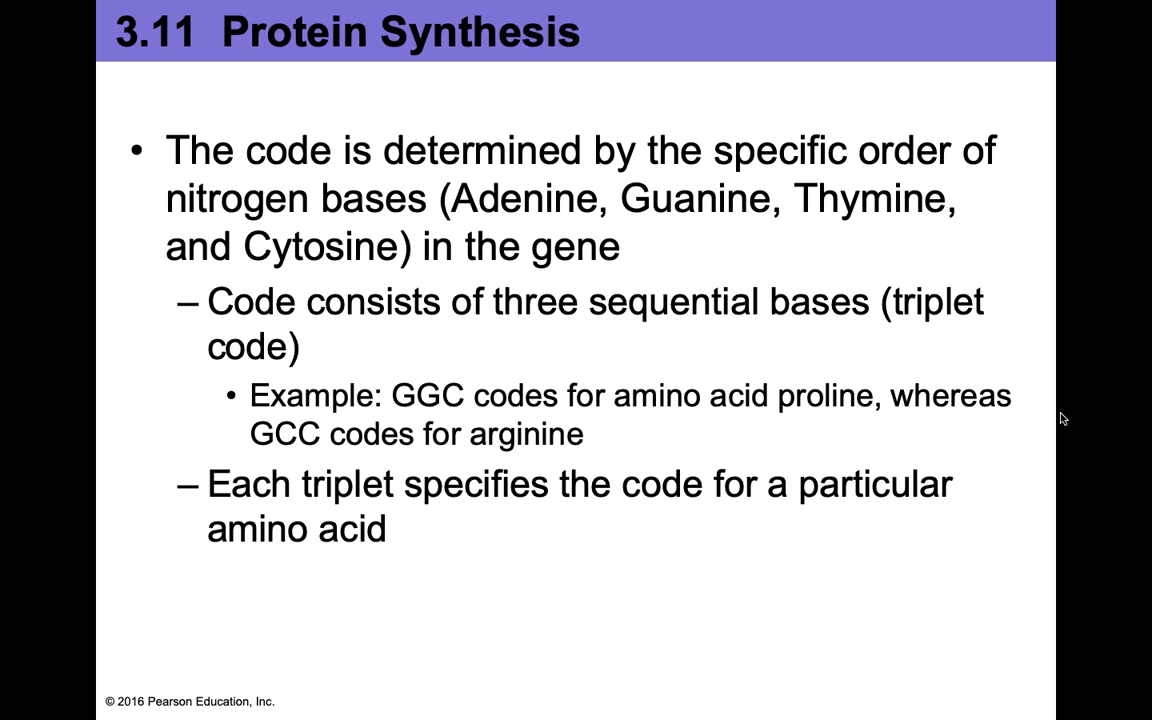 3.11 Protein Synthesis
• The code is determined by the specific order of
nitrogen bases (Adenine, Guanine, Thymine,
and Cytosine) in the gene
– Code consists of three sequential bases (triplet
code)
• Example: GGC codes for amino acid proline, whereas
GCC codes for arginine
– Each triplet specifies the code for a particular
amino acid
© 2016 Pearson Education, Inc.